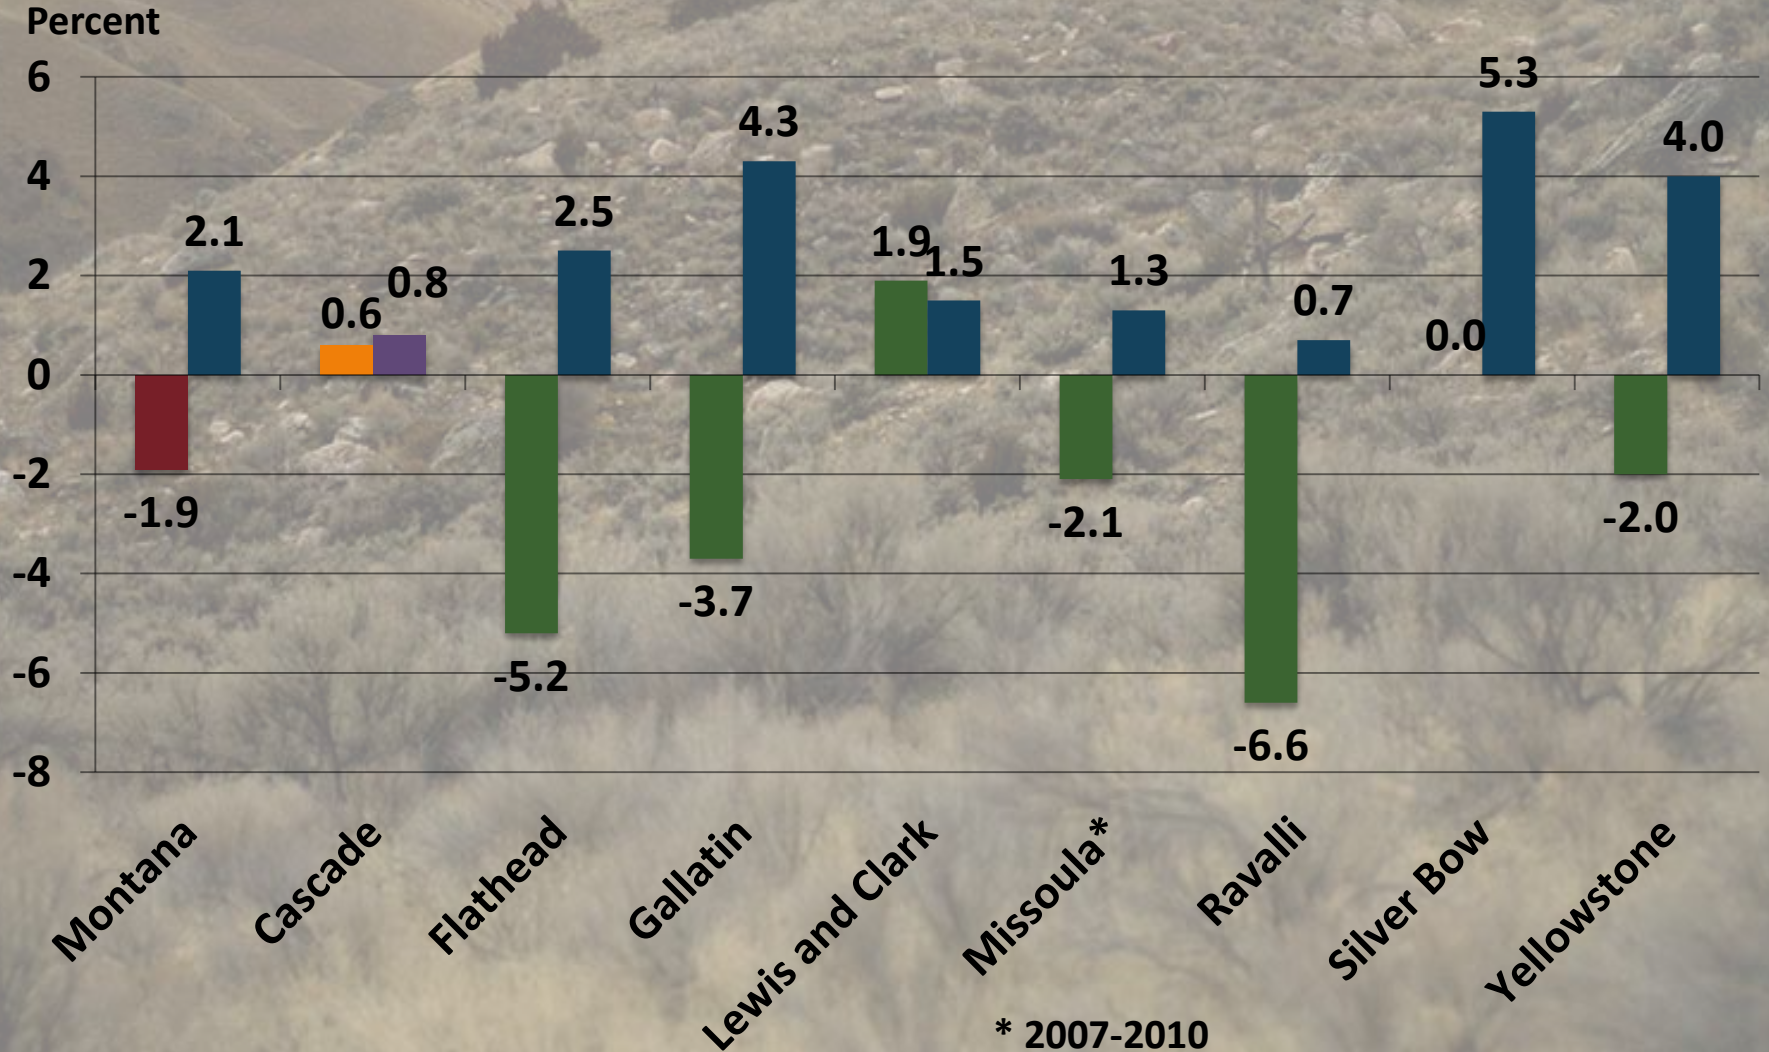 Percent
6
4
2
0
-2
-4
-6
-8
-1.9
2.1
0.6
0.8
-5.2
2.5
-3.7
4.3
1.9
1.5
-2.1
1.3
-6.6
0.7
0.0
5.3
-2.0
4.0
Montana
Cascade
Flathead
Gallatin
Lewis and Clark
Missoula*
Ravalli
Silver Bow
Yellowstone
* 2007-2010